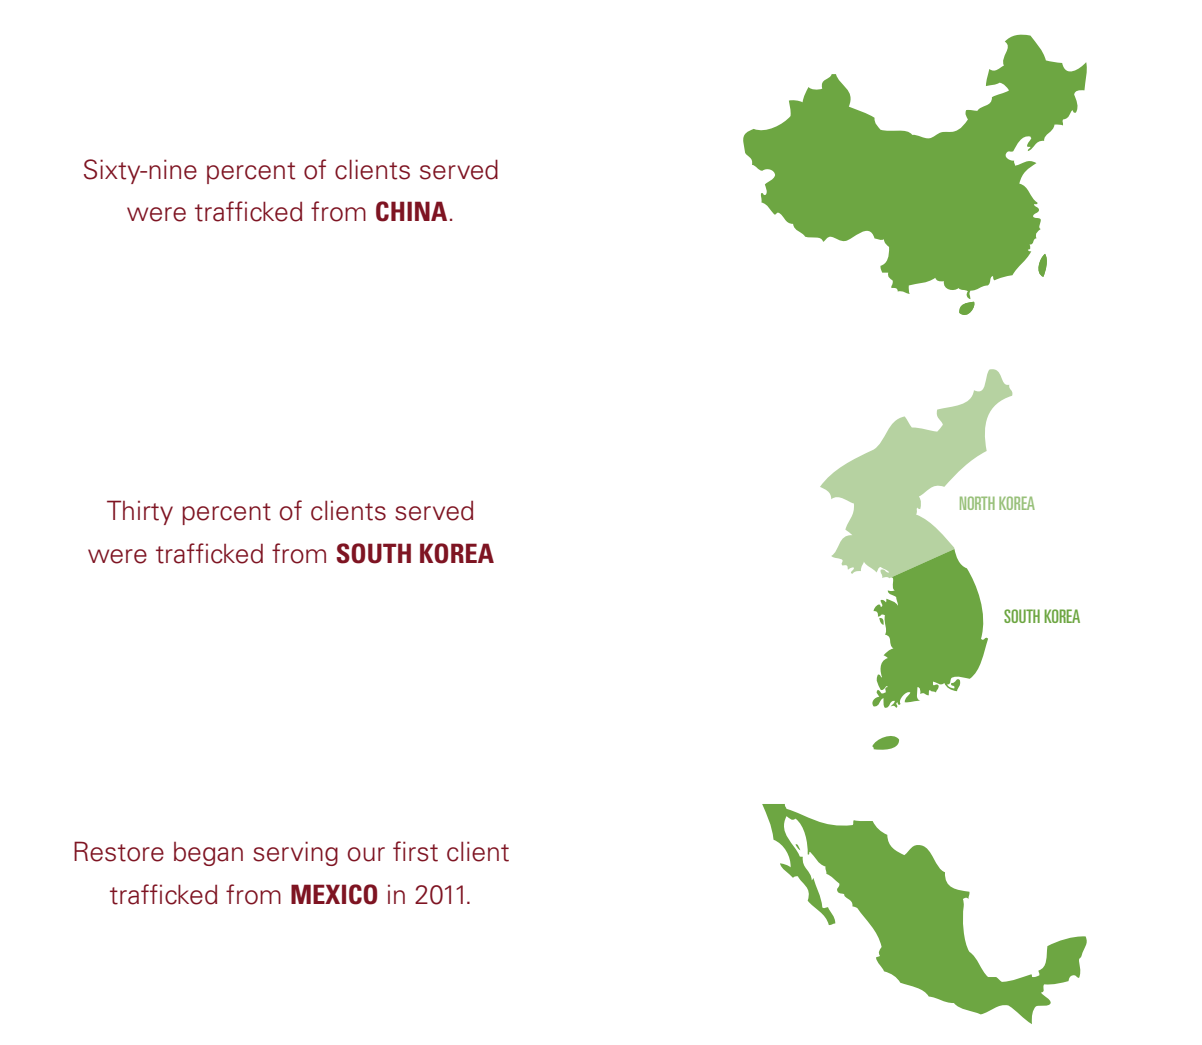 Sixty-nine percent of clients served
were trafficked from CHINA.
NORTH KOREA
Thirty percent of clients served
were trafficked from SOUTH KOREA
SOUTH KOREA
Restore began serving our first client
trafficked from MEXICO in 2011.